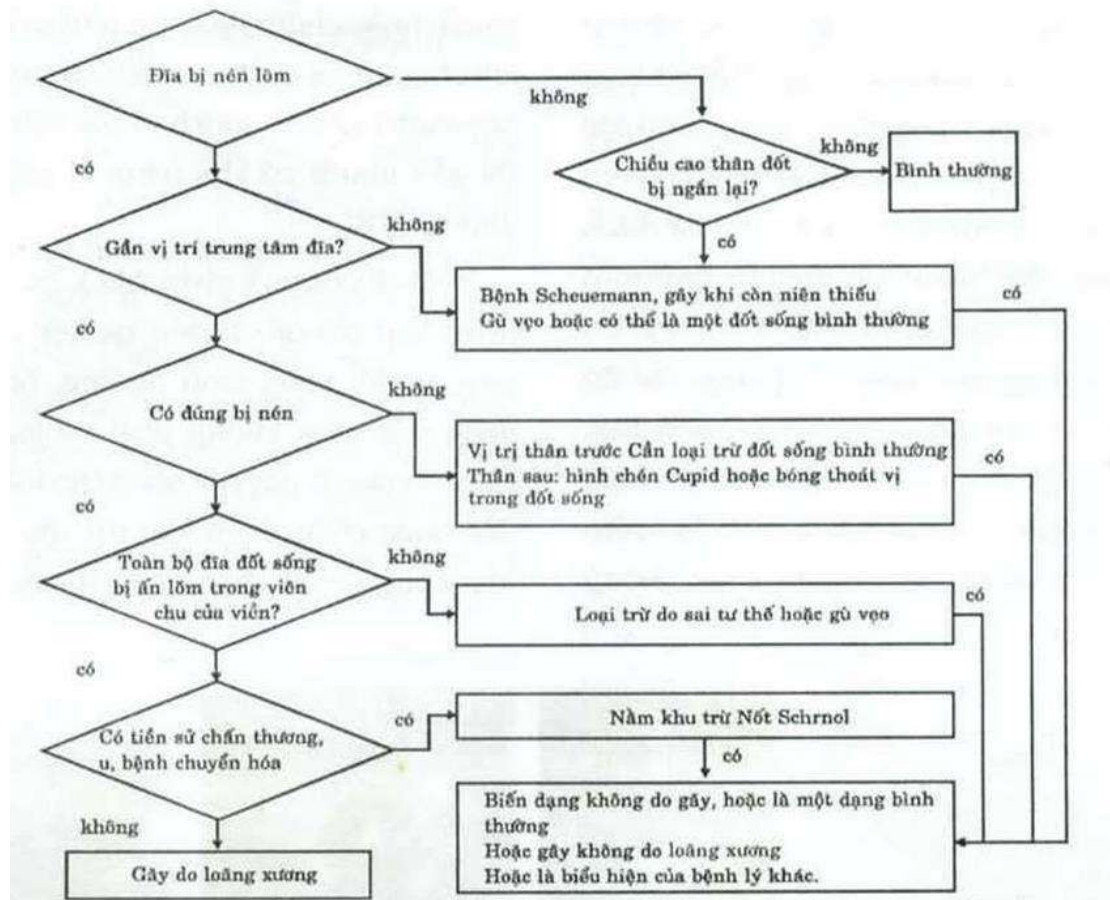 Đĩa bị nén lõm
không
có
Chiều cao thân đốt
bị ngắn lại?
không
Bình thường
có
Gần vị trí trung tâm đĩa?
không
Bệnh Scheuemann, gây khi còn niên thiếu
Gù vẹo hoặc có thể là một đốt sống bình thường
có
có
Có đúng bị nén
không
Vị trị thân trước Cần loại trừ đốt sống bình thường
Thân sau: hình chén Cupid hoặc bóng thoát vị
trong đốt sống
có
có
Toàn bộ đĩa đốt sống
bị ấn lõm trong viên
chu của viền?
không
Loại trừ do sai tư thế hoặc gù vẹo
có
có
Có tiền sử chấn thương,
u, bệnh chuyển hóa
có
Nằm khu trừ Nốt Schrnol
có
không
Gãy do loãng xương
Biến dạng không do gãy, hoặc là một dạng bình
thường
Hoặc gãy không do loãng xương
Hoặc là biểu hiện của bệnh lý khác.